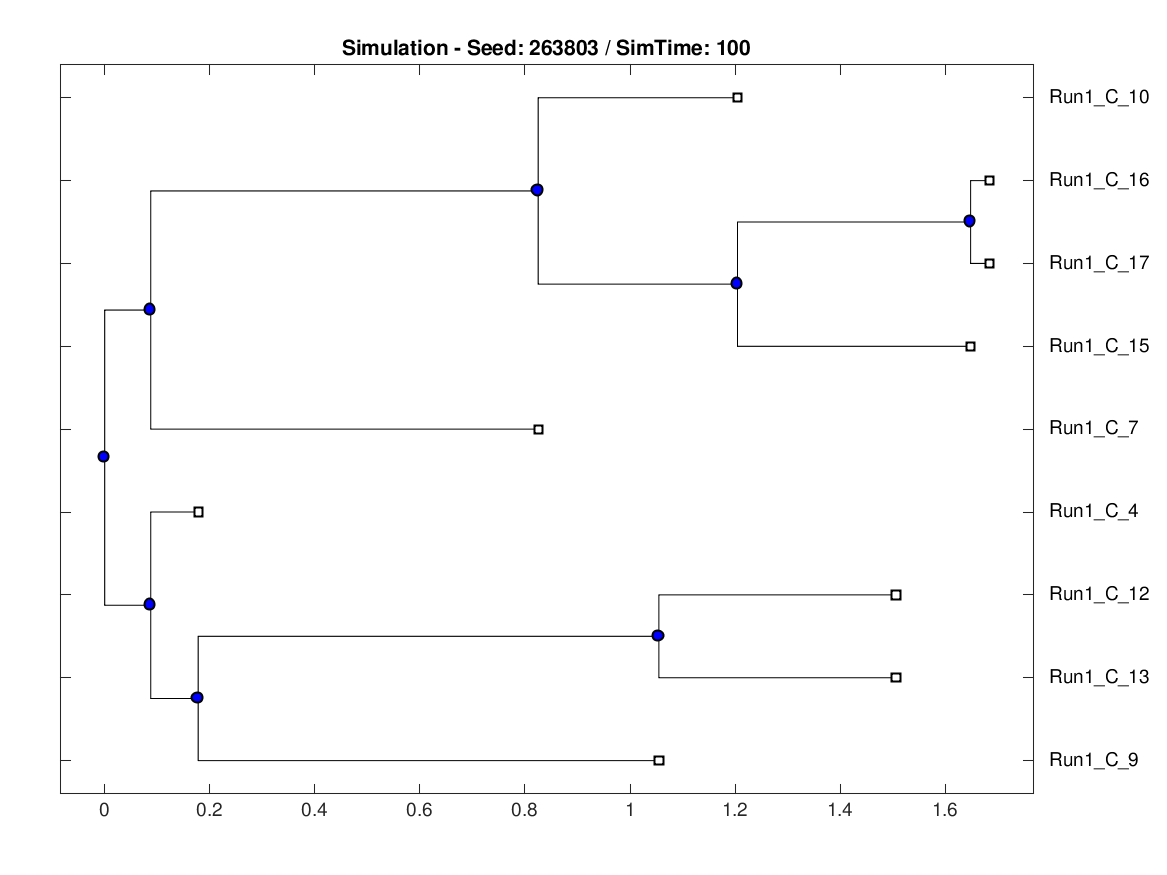 Simulation - Seed: 263803 / SimTime: 100
Run1_C_10
Run1_C_16
Run1_C_17
Run1_C_15
Run1_C_7
Run1_C_4
Run1_C_12
Run1_C_13
Run1_C_9
0 0.2 0.4 0.6 0.8 1 1.2 1.4 1.6